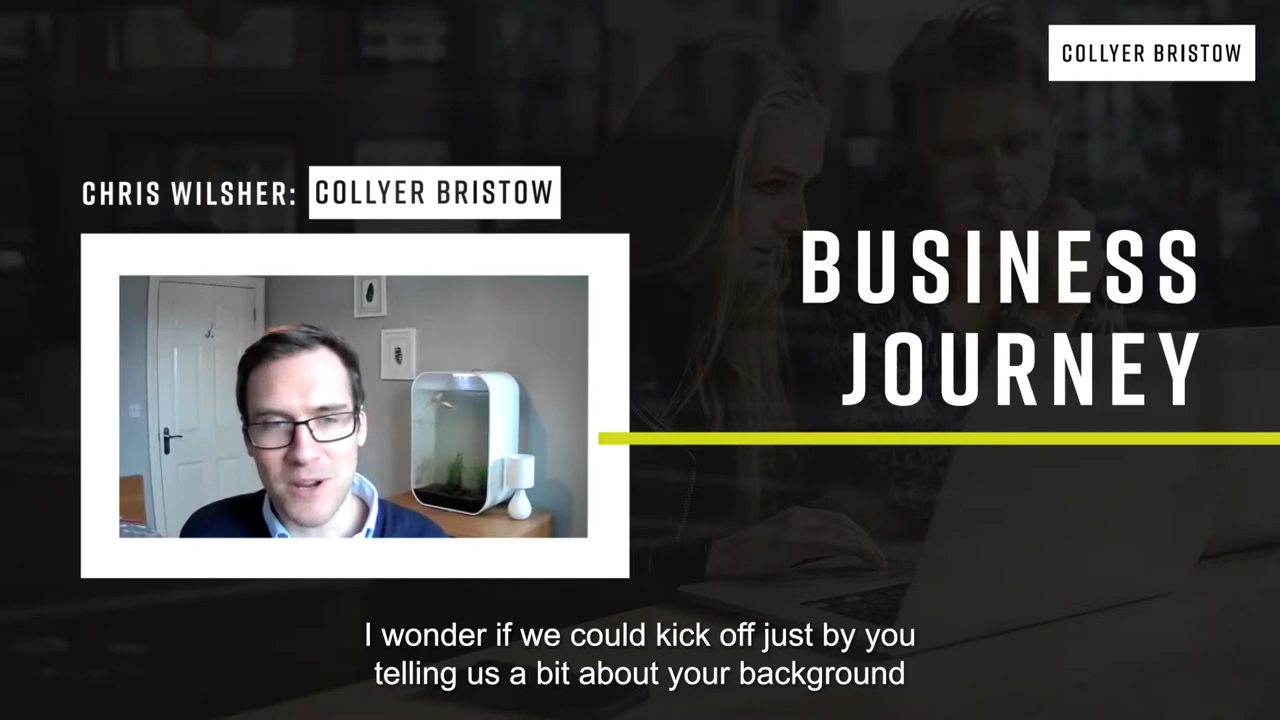 COLLYER BRISTOW
CHRIS WILSHER: COLLYER BRISTOW
BUSINESS
JOURNEY
I wonder if we could kick off just by you
telling us a bit about your background